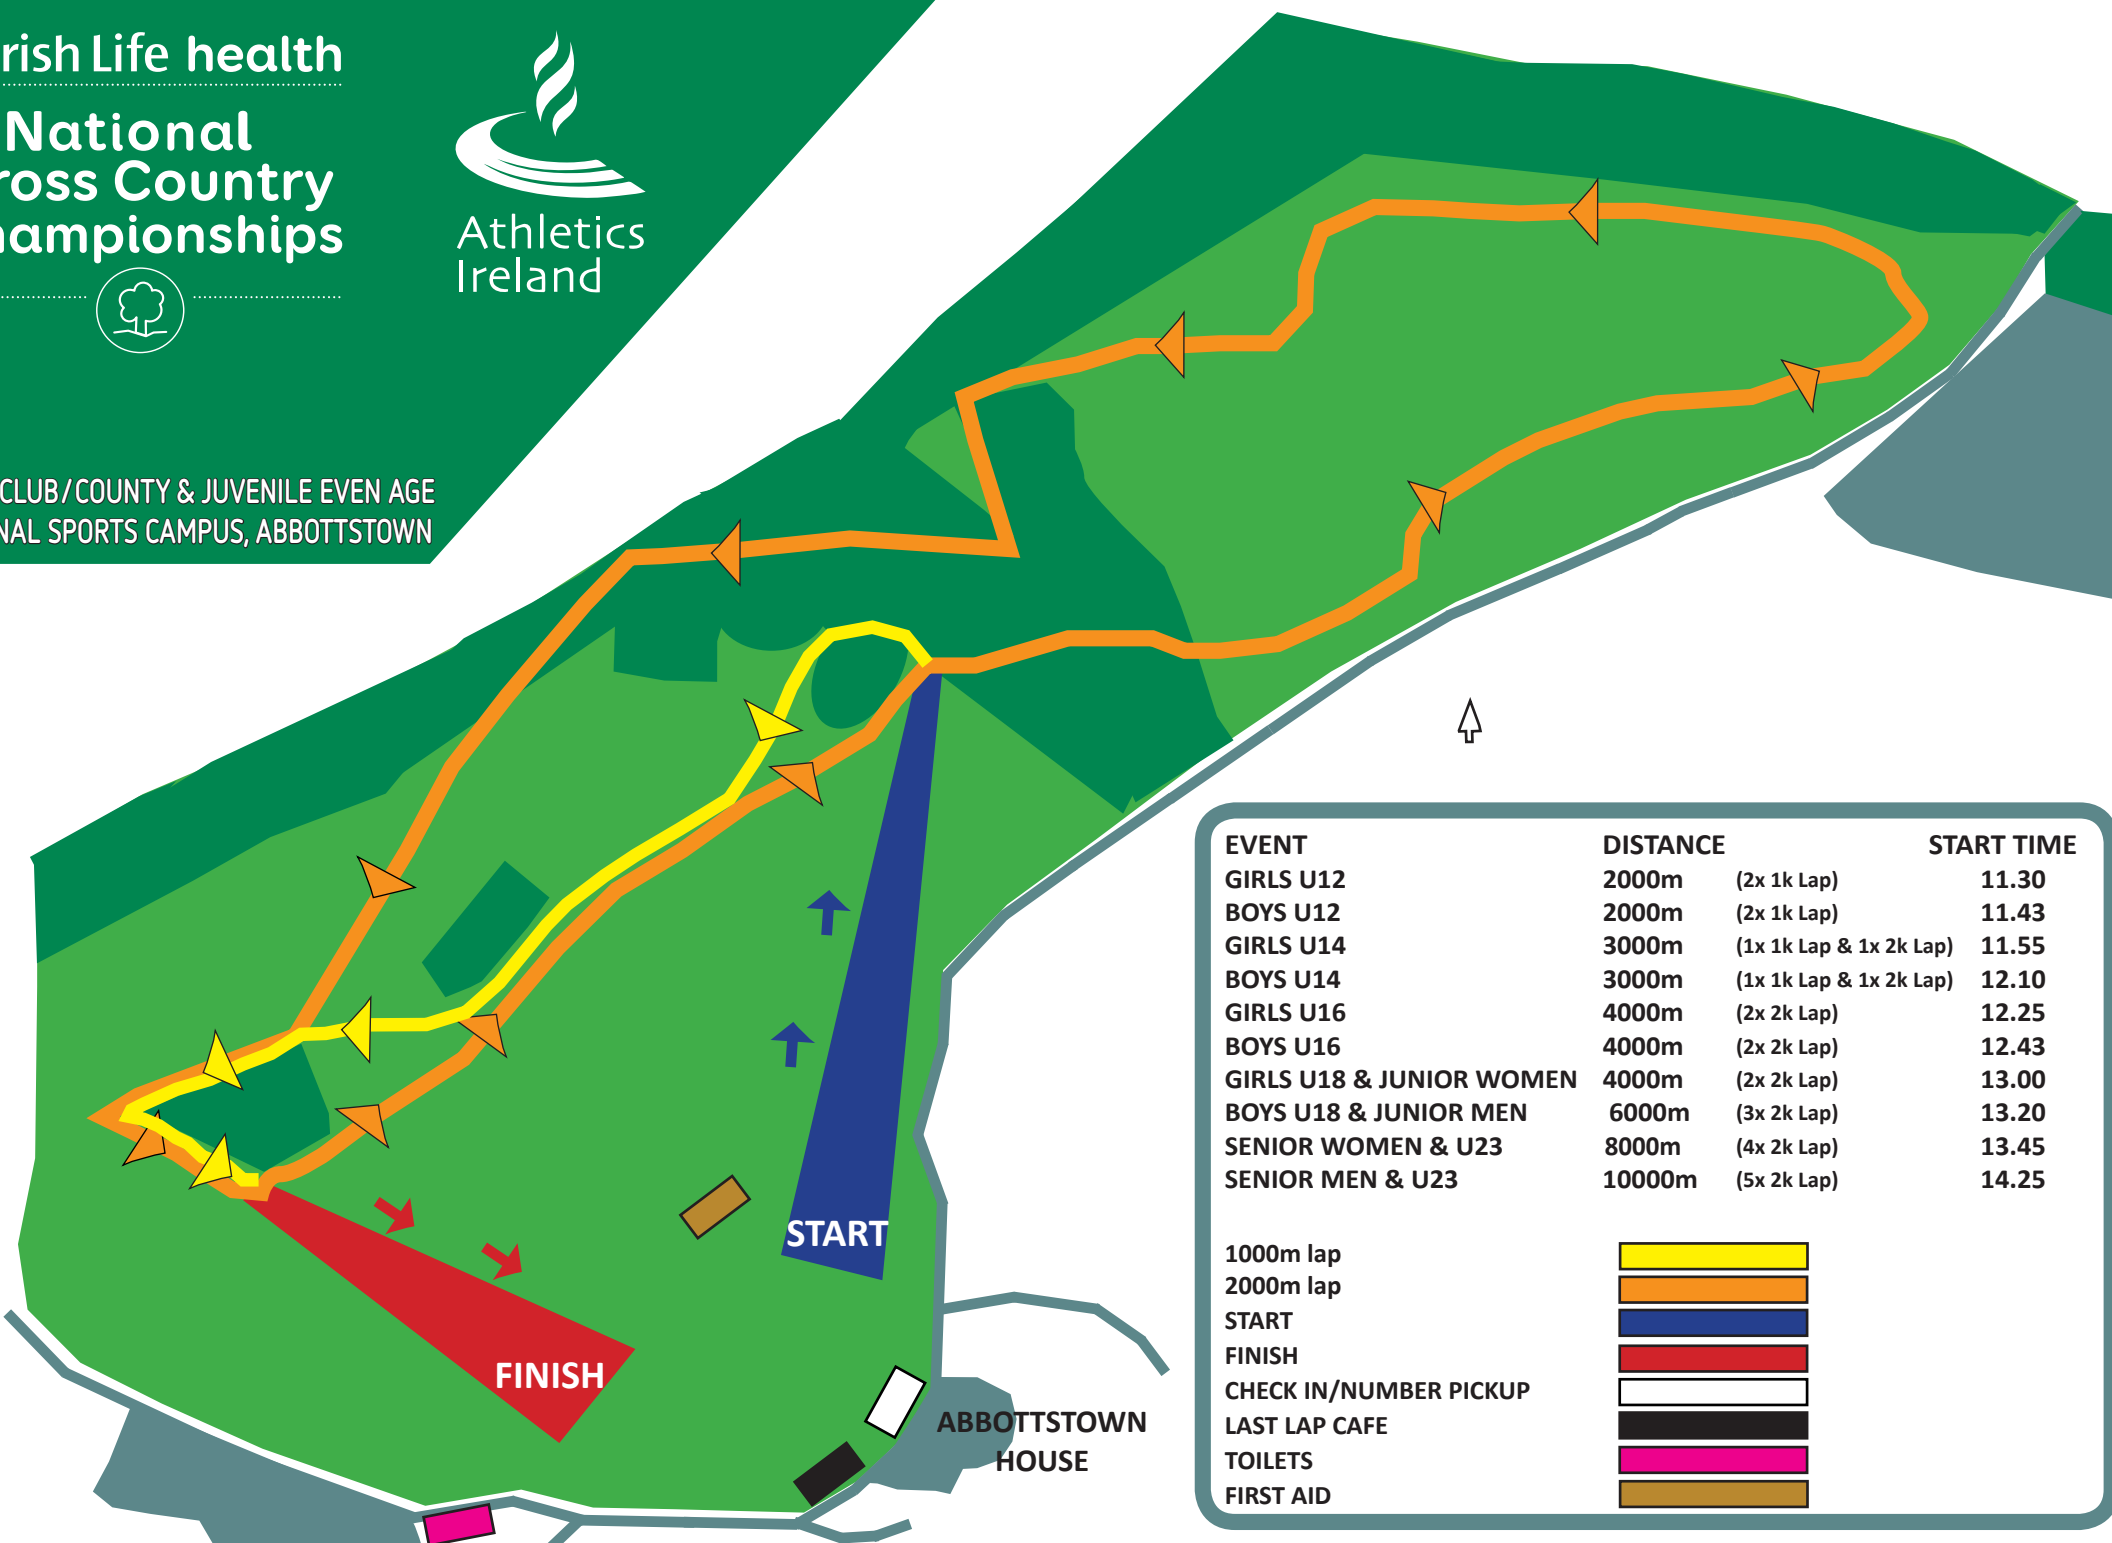 rish Life health
National
ross Country
hampionships
Athletics
Ireland
CLUB/COUNTY & JUVENILE EVEN AGE
NAL SPORTS CAMPUS, ABBOTTSTOWN
START
FINISH
ABBOTTSTOWN
HOUSE
EVENT DISTANCE START TIME
GIRLS U12 2000m (2x 1k Lap) 11.30
BOYS U12 2000m (2x 1k Lap) 11.43
GIRLS U14 3000m (1x 1k Lap & 1x 2k Lap) 11.55
BOYS U14 3000m (1x 1k Lap & 1x 2k Lap) 12.10
GIRLS U16 4000m (2x 2k Lap) 12.25
BOYS U16 4000m (2x 2k Lap) 12.43
GIRLS U18 & JUNIOR WOMEN 4000m (2x 2k Lap) 13.00
BOYS U18 & JUNIOR MEN 6000m (3x 2k Lap) 13.20
SENIOR WOMEN & U23 8000m (4x 2k Lap) 13.45
SENIOR MEN & U23 10000m (5x 2k Lap) 14.25
1000m lap
2000m lap
START
FINISH
CHECK IN/NUMBER PICKUP
LAST LAP CAFE
TOILETS
FIRST AID